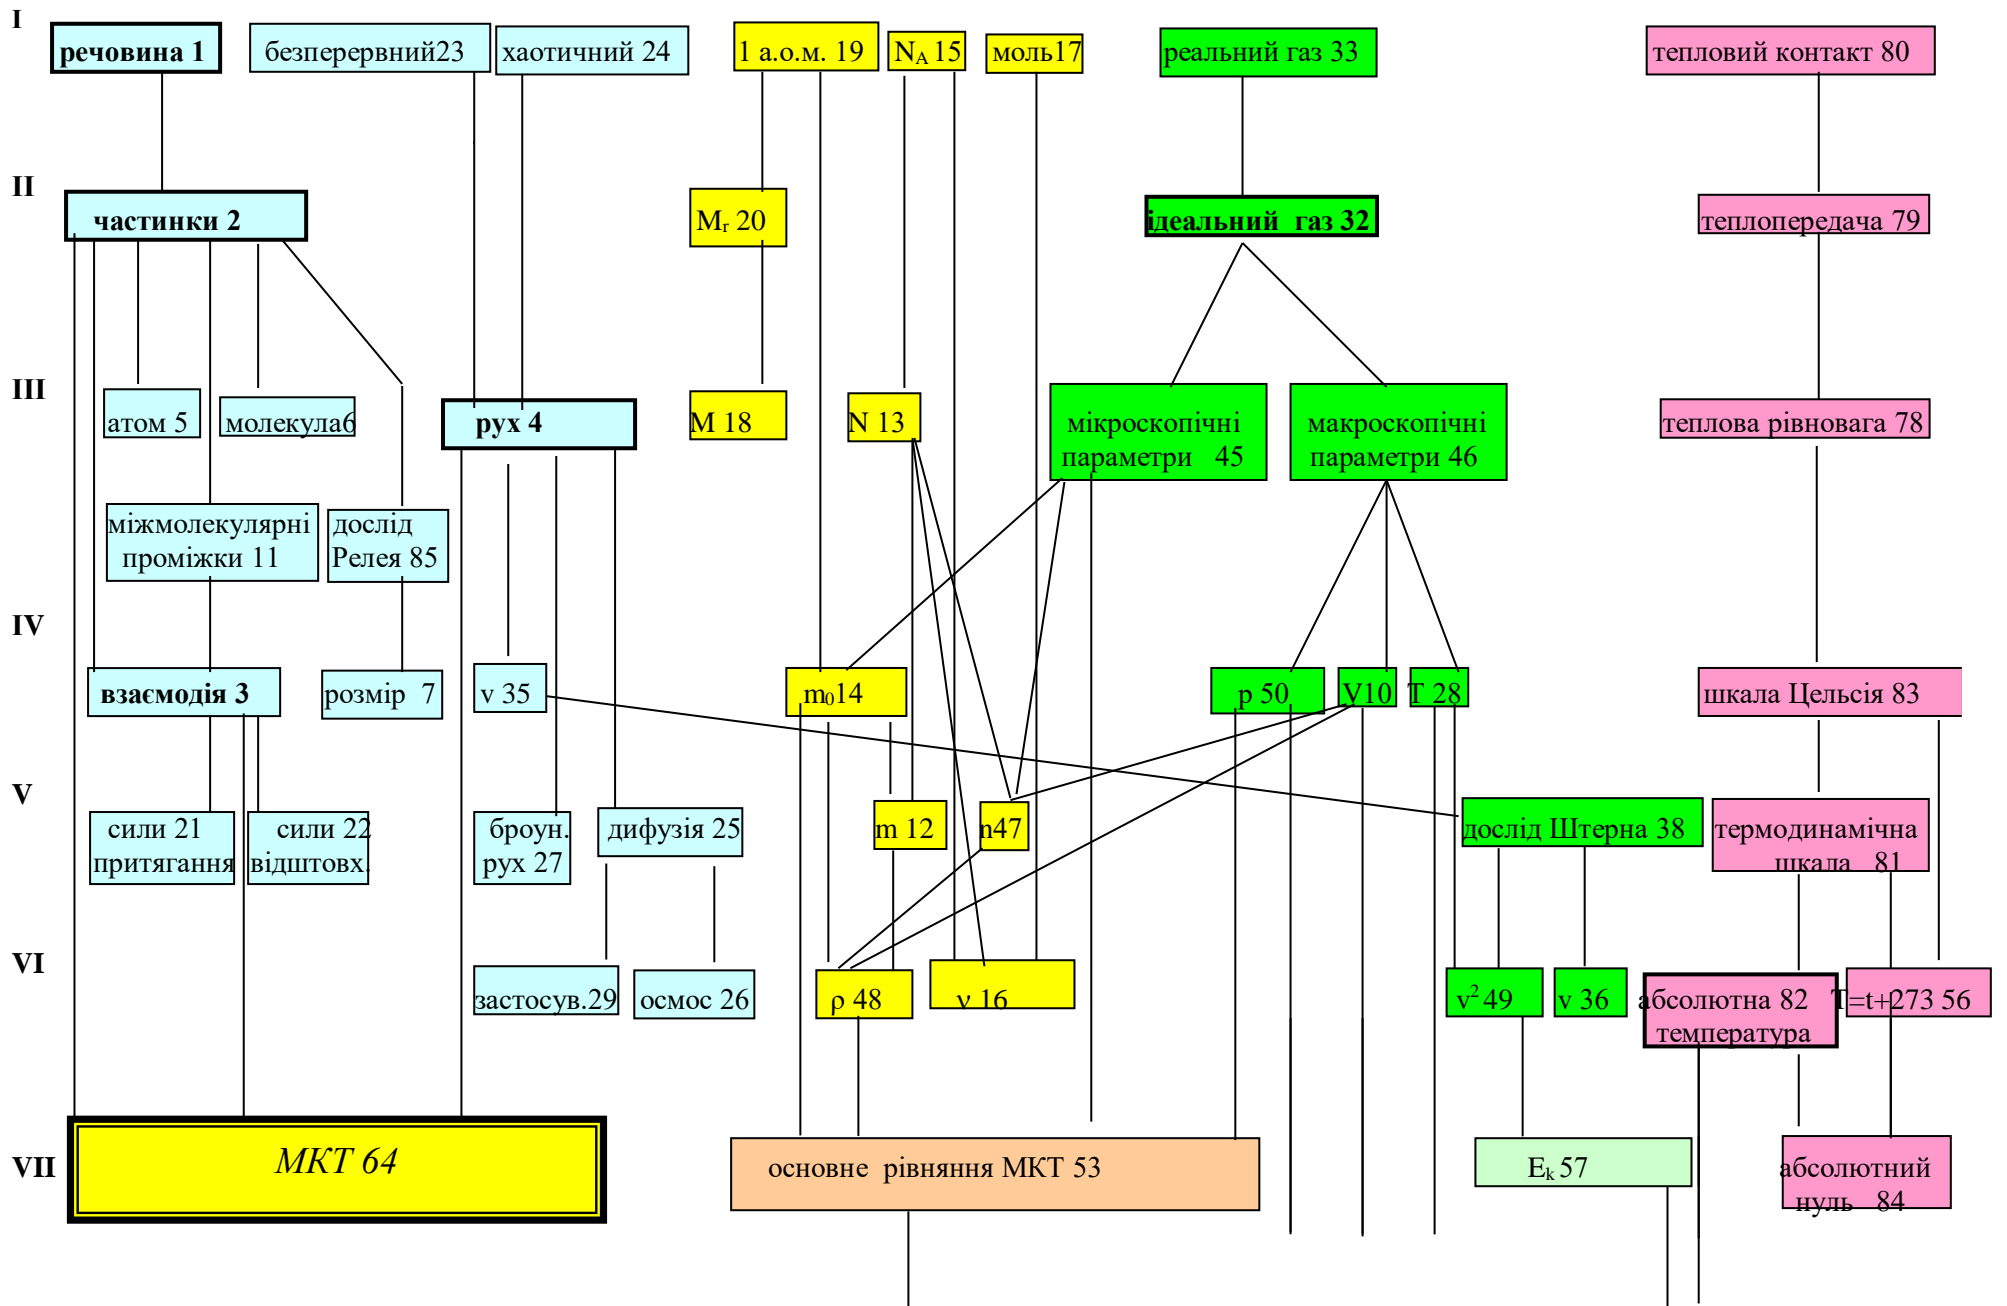 I
речовина 1
безперервний23
хаотичний 24
1 а.о.м. 19
N_A 15
моль17
реальний газ 33
тепловий контакт 80
II
частинки 2
M_r 20
ідеальний газ 32
теплопередача 79
III
атом 5
молекула6
рух 4
M 18
N 13
мікроскопічні
параметри 45
макроскопічні
параметри 46
теплова рівновага 78
міжмолекулярні
проміжки 11
дослід
Релея 85
IV
взаємодія 3
розмір 7
v 35
m₀14
p 50
V10
T 28
шкала Цельсія 83
V
сили 21
притягання
сили 22
відштовх.
броун.
рух 27
дифузія 25
m 12
n47
дослід Штерна 38
термодинамічна
шкала 81
VI
застосув.29
осмос 26
ρ 48
ν 16
v² 49
v 36
абсолютна 82
температура
T=t+273 56
VII
МКТ 64
основне рівняння МКТ 53
E_k 57
абсолютний
нуль 84